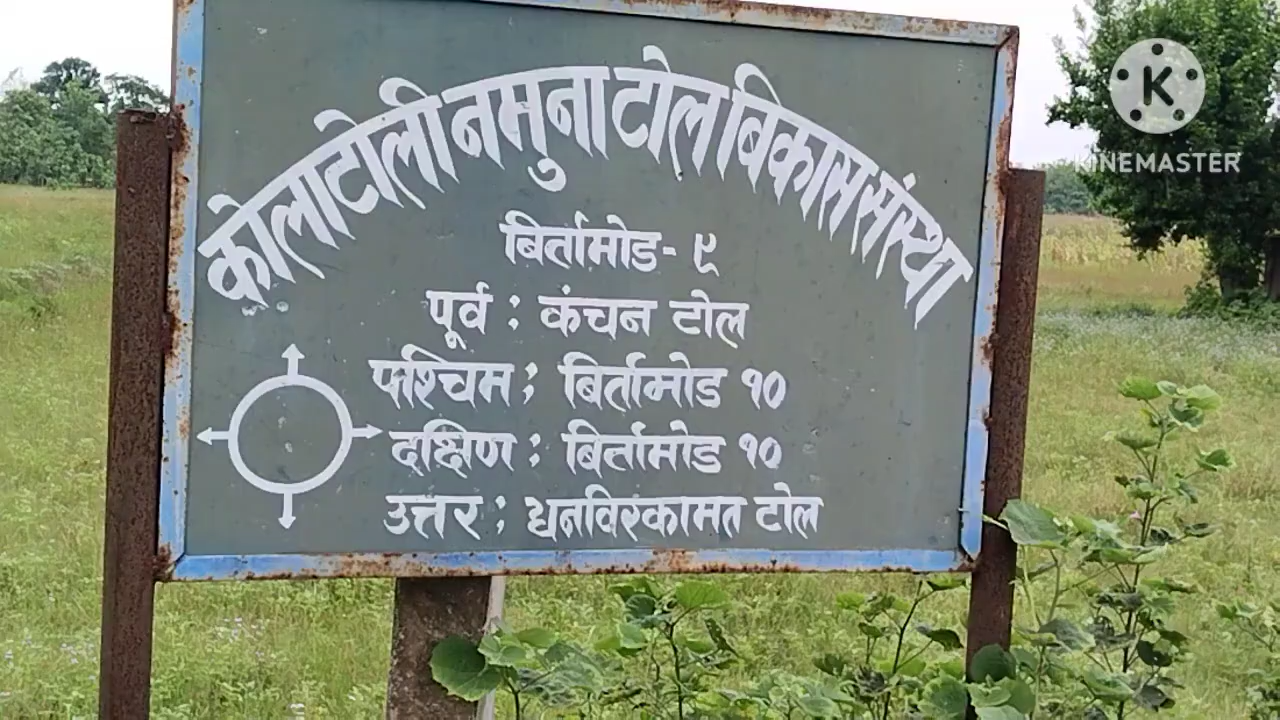 कोलाटोली नमुना टोल बिकास संस्था
बिर्तामोड - ९
पूर्व : कंचन टोल
पश्चिम : बिर्तामोड १०
दक्षिण : बिर्तामोड १०
उत्तर : धनविरकामत टोल
K
KINEMASTER